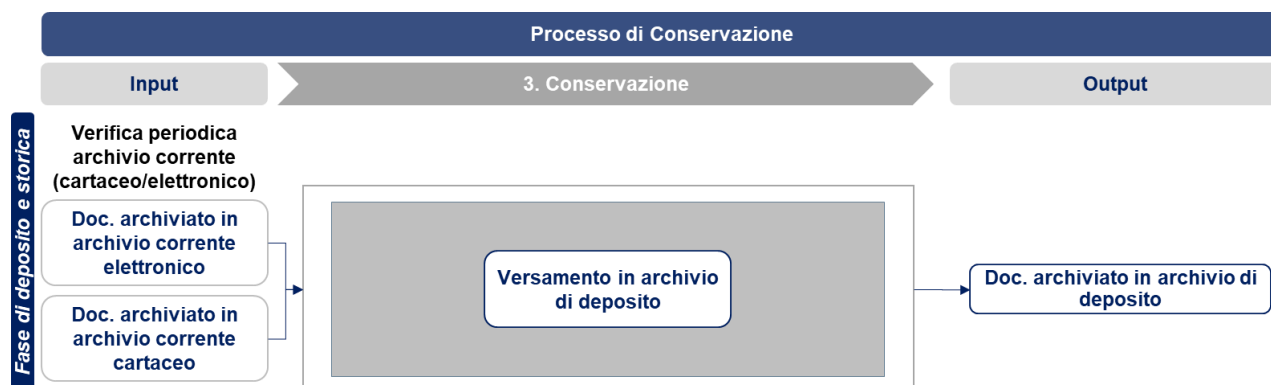 Processo di Conservazione
Input
3. Conservazione
Output
Fase di deposito e storica
Verifica periodica
archivio corrente
(cartaceo/elettronico)
Doc. archiviato in
archivio corrente
elettronico
Doc. archiviato in
archivio corrente
cartaceo
Versamento in archivio
di deposito
Doc. archiviato in archivio di
deposito